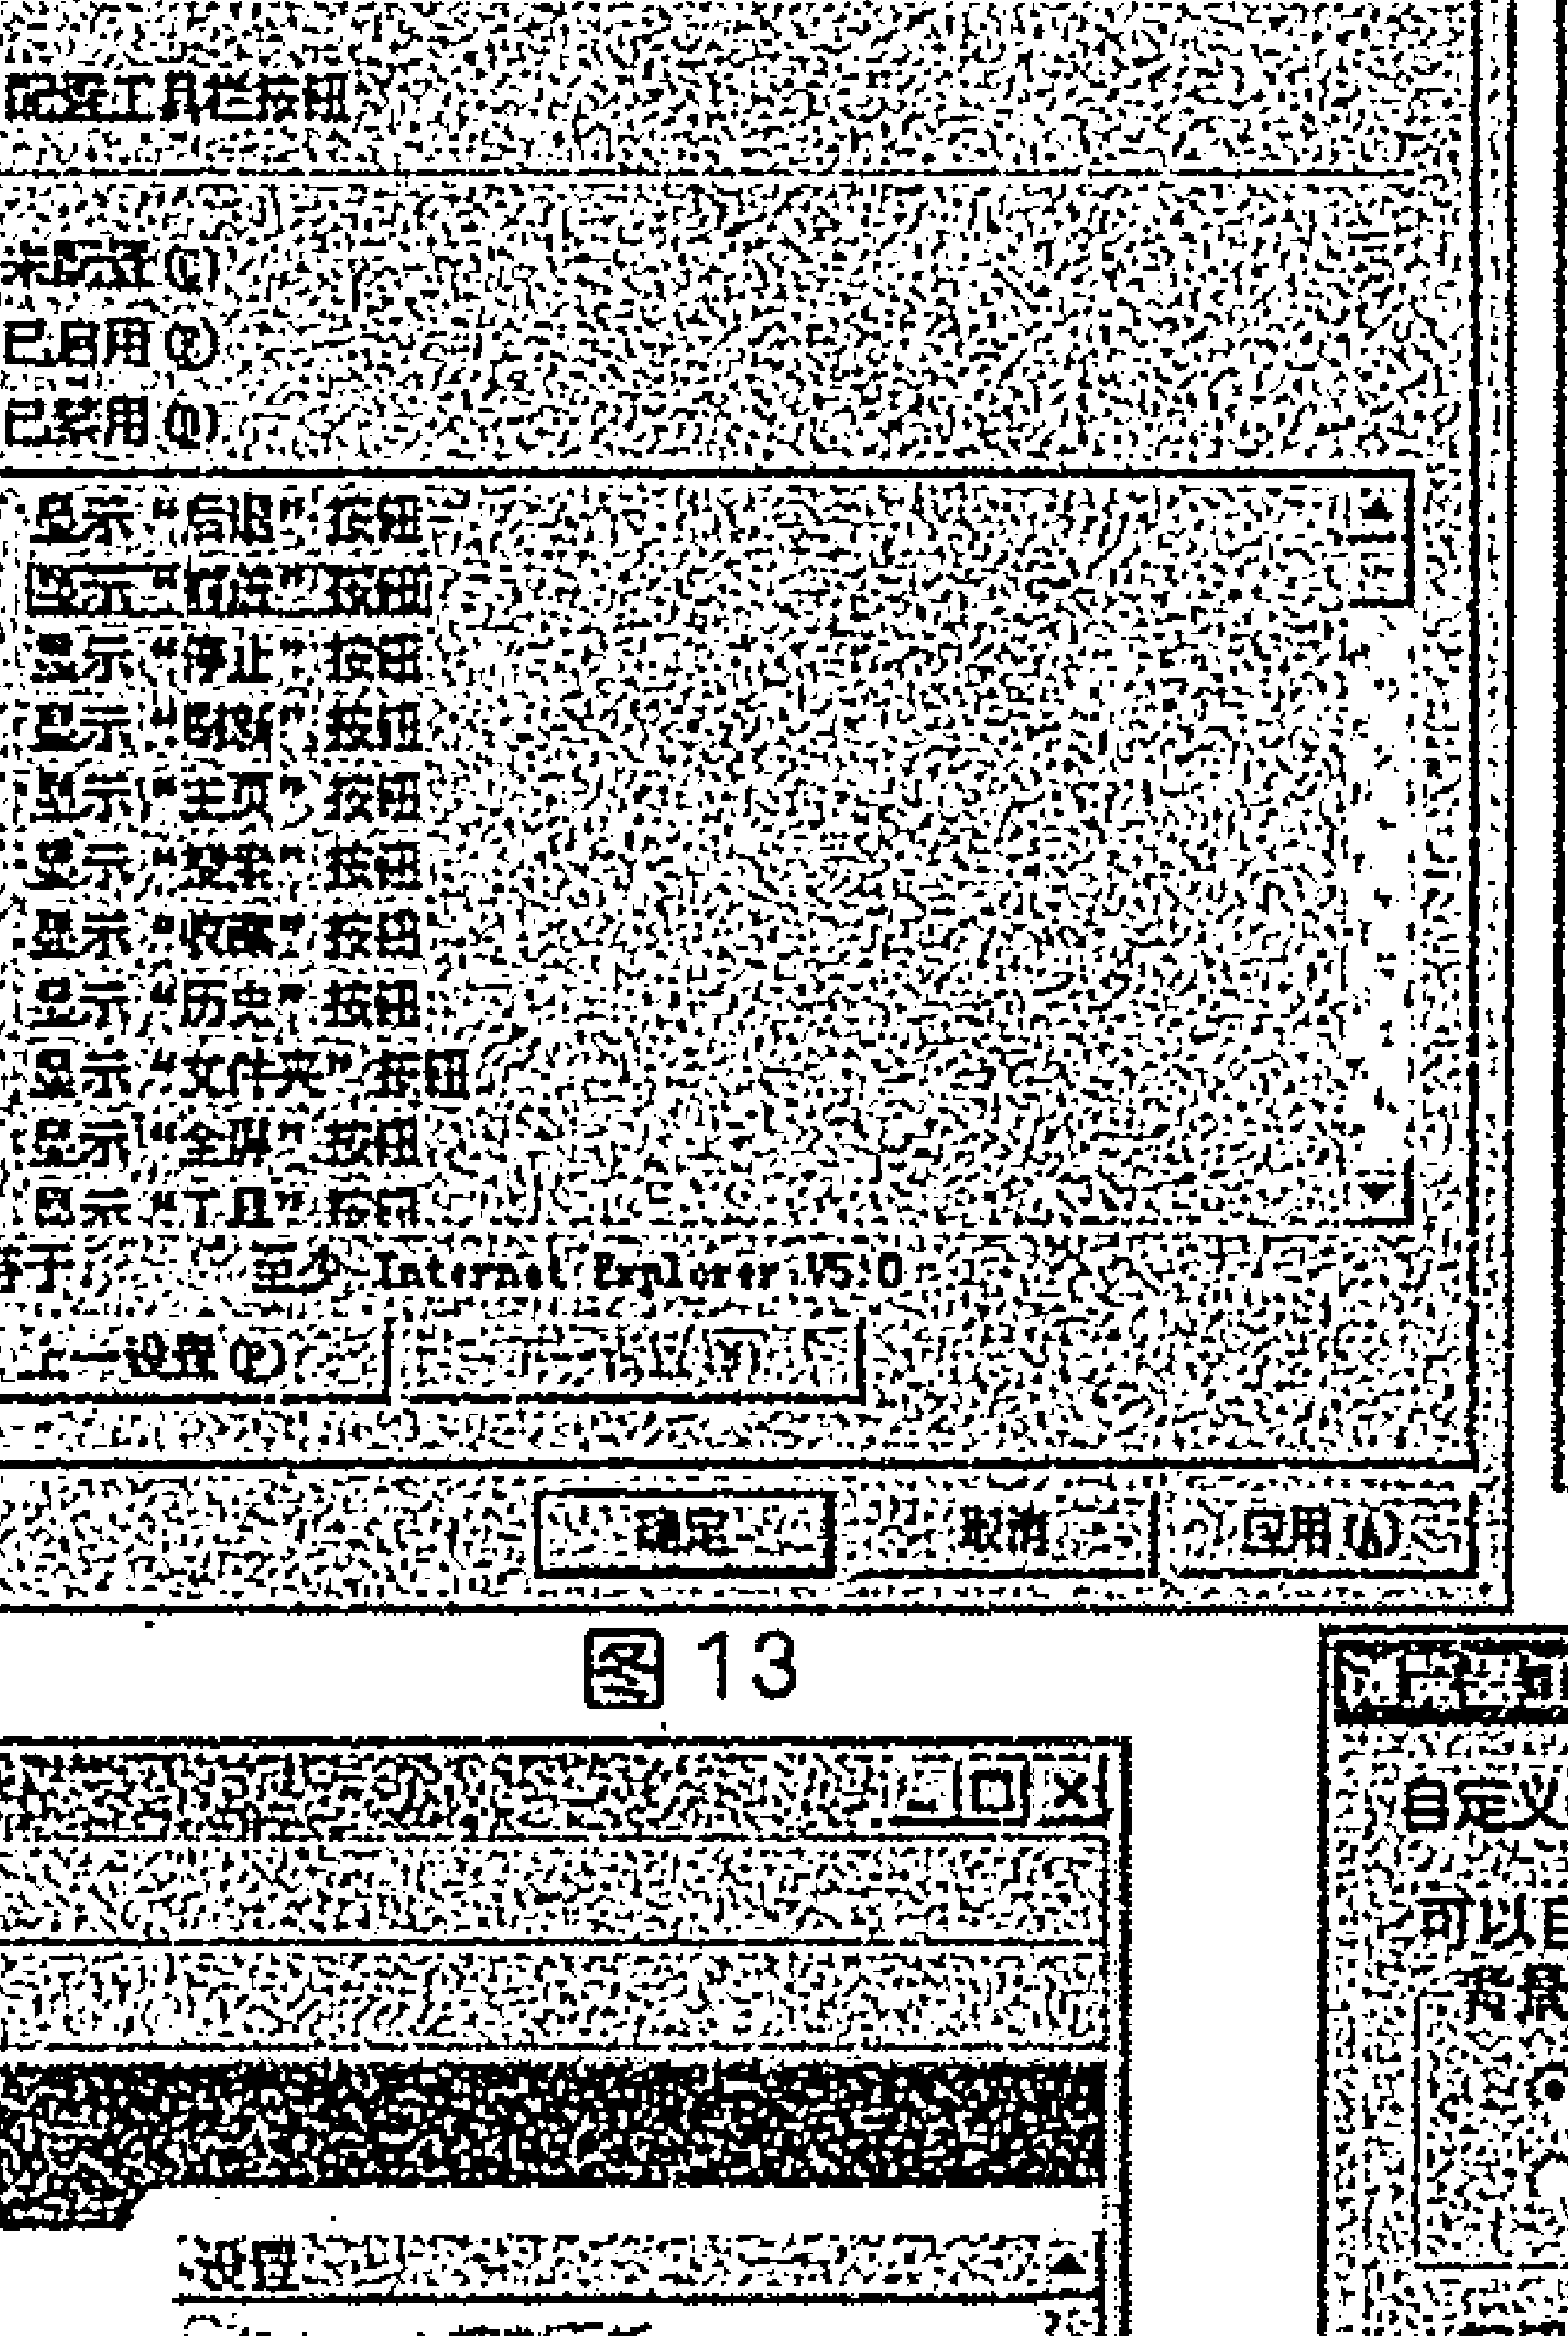 配置工具栏按钮
未配置(C)
已启用(E)
已禁用(D)
显示“后退”按钮
显示“前进”按钮
显示“停止”按钮
显示“刷新”按钮
显示“主页”按钮
显示“搜索”按钮
显示“收藏”按钮
显示“历史”按钮
显示“文件夹”按钮
显示“全屏”按钮
显示“工具”按钮
至少 Internet Explorer V5.0
上一设置(P)
确定 取消 应用(A)
图 13
自定义
可以自
背景
设置